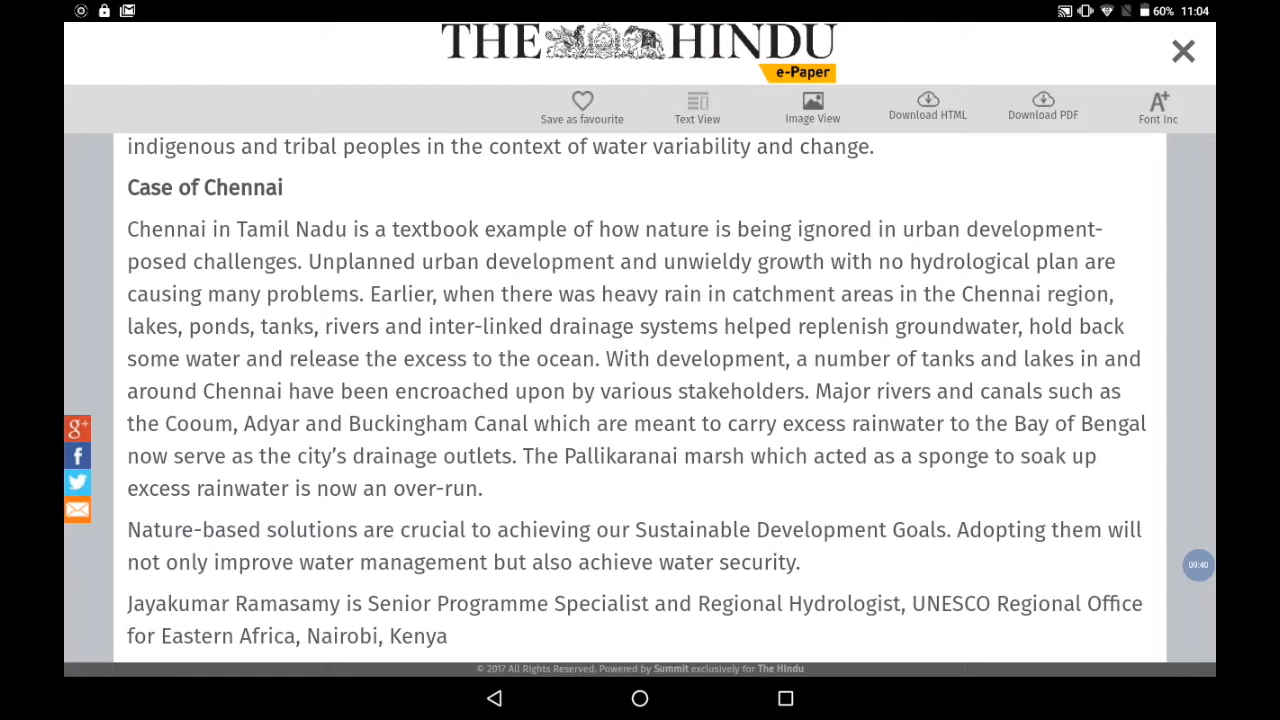 60% 11:04
THE HINDU
e-Paper
Save as favourite
Text View
Image View
Download HTML
Download PDF
A+
Font Inc
indigenous and tribal peoples in the context of water variability and change.
Case of Chennai
Chennai in Tamil Nadu is a textbook example of how nature is being ignored in urban development-
posed challenges. Unplanned urban development and unwieldy growth with no hydrological plan are
causing many problems. Earlier, when there was heavy rain in catchment areas in the Chennai region,
lakes, ponds, tanks, rivers and inter-linked drainage systems helped replenish groundwater, hold back
some water and release the excess to the ocean. With development, a number of tanks and lakes in and
around Chennai have been encroached upon by various stakeholders. Major rivers and canals such as
the Cooum, Adyar and Buckingham Canal which are meant to carry excess rainwater to the Bay of Bengal
now serve as the city’s drainage outlets. The Pallikaranai marsh which acted as a sponge to soak up
excess rainwater is now an over-run.
Nature-based solutions are crucial to achieving our Sustainable Development Goals. Adopting them will
not only improve water management but also achieve water security.
Jayakumar Ramasamy is Senior Programme Specialist and Regional Hydrologist, UNESCO Regional Office
for Eastern Africa, Nairobi, Kenya
g+
f
09:40
© 2017 All Rights Reserved. Powered by Summit exclusively for The Hindu